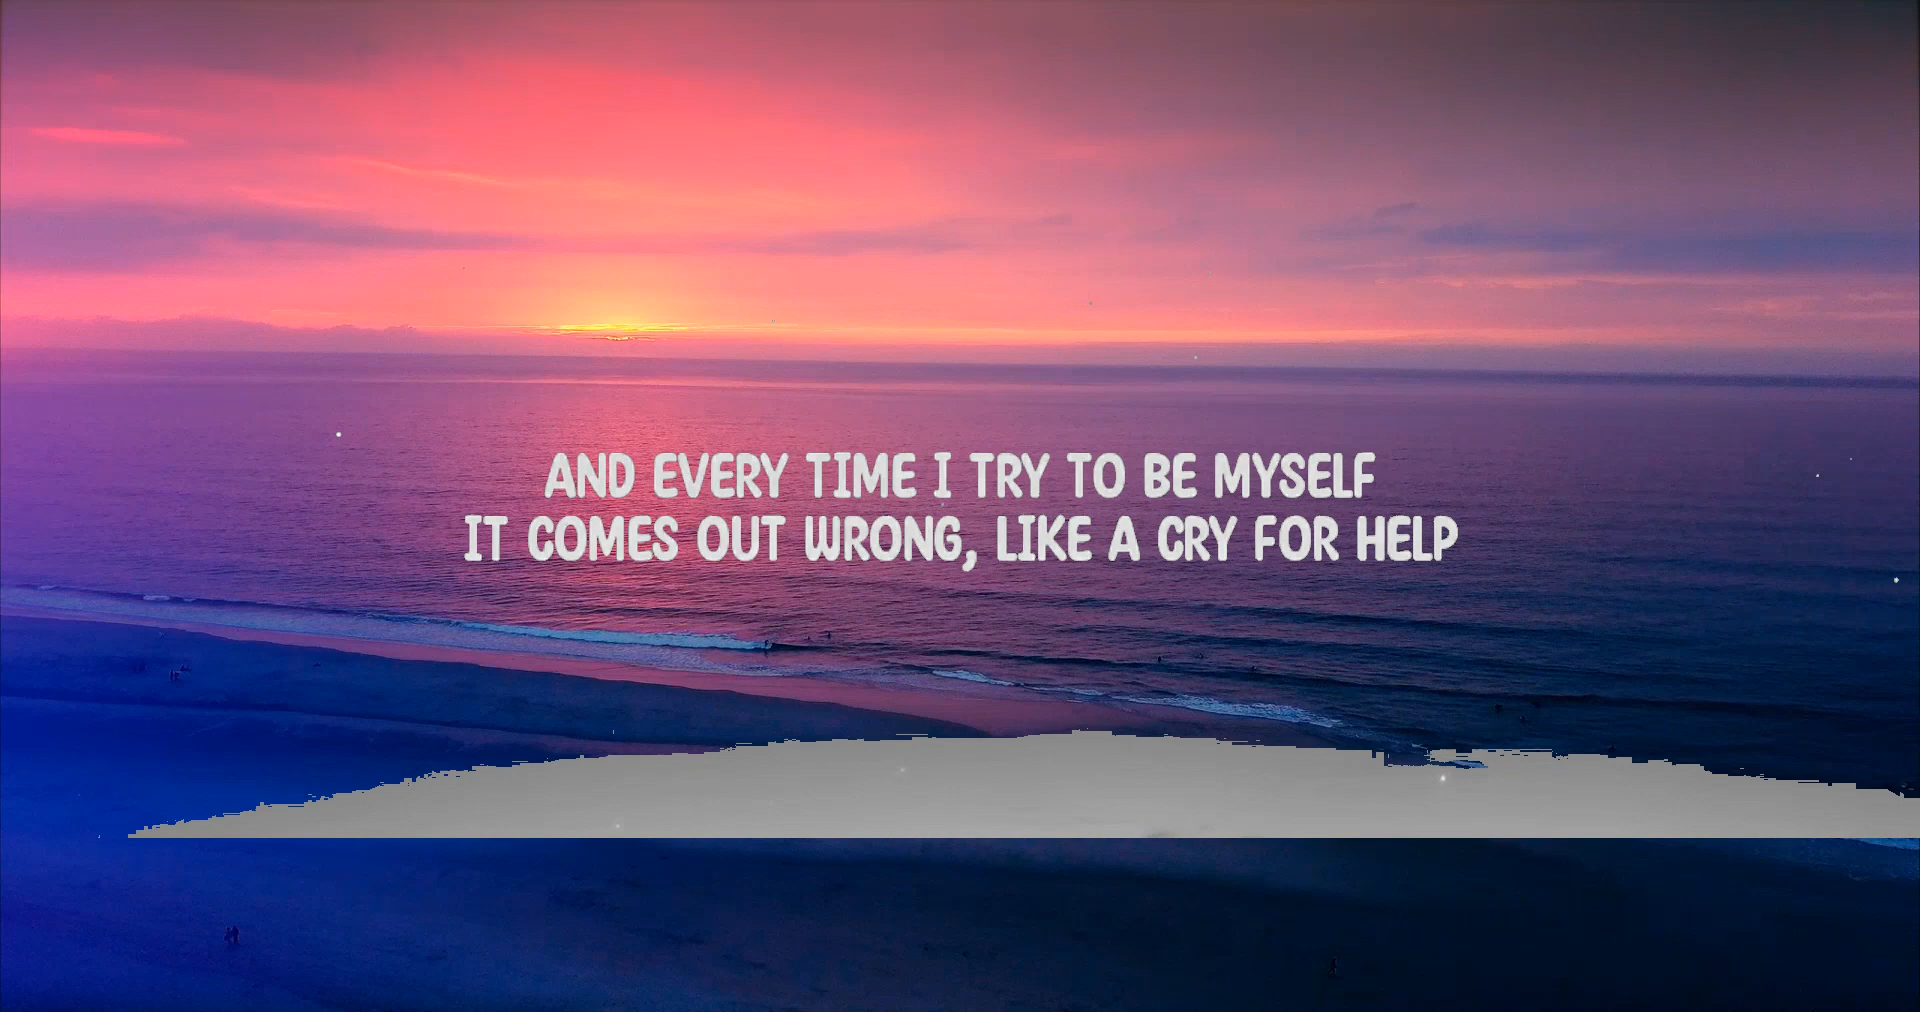 AND EVERY TIME I TRY TO BE MYSELF
IT COMES OUT WRONG, LIKE A CRY FOR HELP